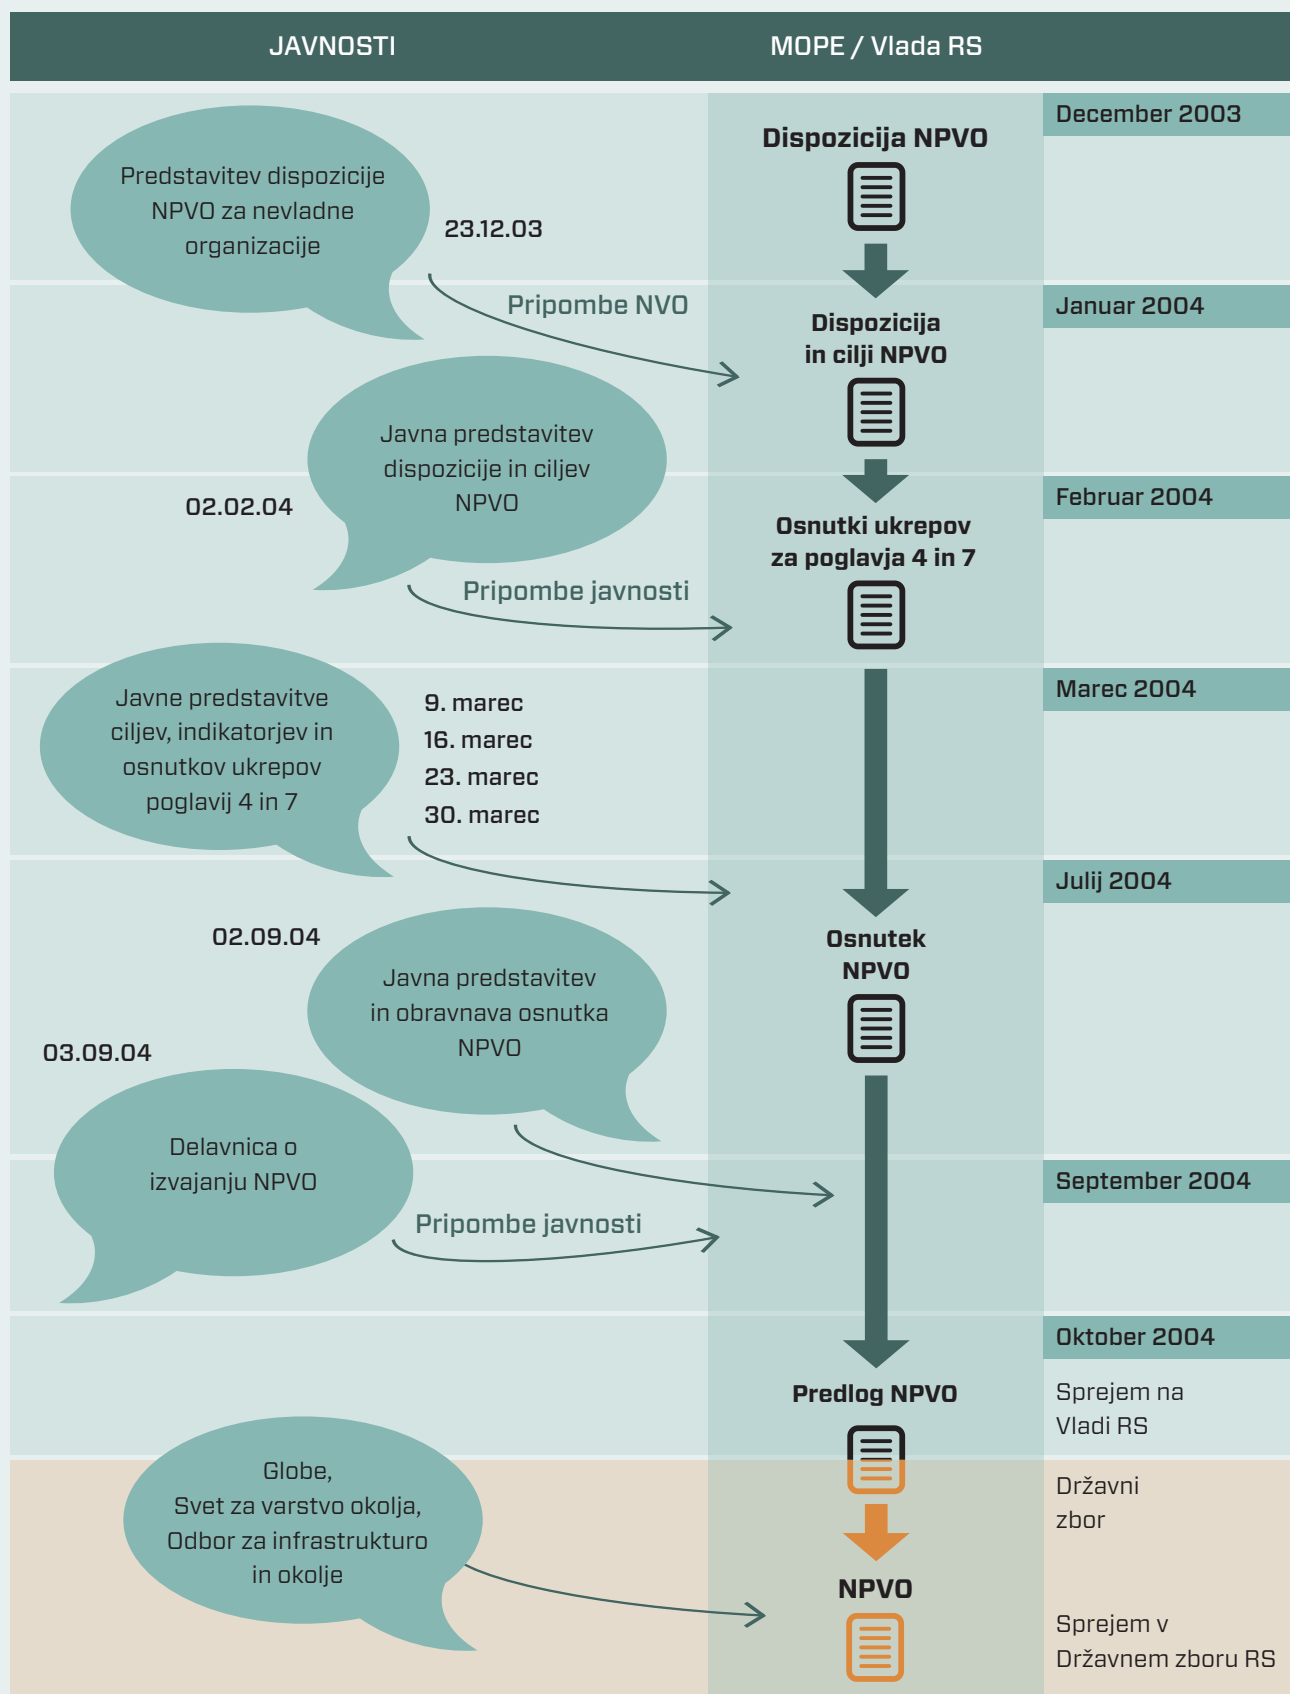 JAVNOSTI
MOPE / Vlada RS
December 2003
Dispozicija NPVO
Predstavitev dispozicije
NPVO za nevladne
organizacije
23.12.03
Pripombe NVO
Januar 2004
Dispozicija
in cilji NPVO
Javna predstavitev
dispozicije in ciljev
NPVO
02.02.04
Februar 2004
Osnutki ukrepov
za poglavja 4 in 7
Pripombe javnosti
Marec 2004
Javne predstavitve
ciljev, indikatorjev in
osnutkov ukrepov
poglavij 4 in 7
9. marec
16. marec
23. marec
30. marec
Julij 2004
Osnutek
NPVO
02.09.04
Javna predstavitev
in obravnava osnutka
NPVO
03.09.04
Delavnica o
izvajanju NPVO
September 2004
Pripombe javnosti
Oktober 2004
Predlog NPVO
Sprejem na
Vladi RS
Globe,
Svet za varstvo okolja,
Odbor za infrastrukturo
in okolje
Državni
zbor
NPVO
Sprejem v
Državnem zboru RS